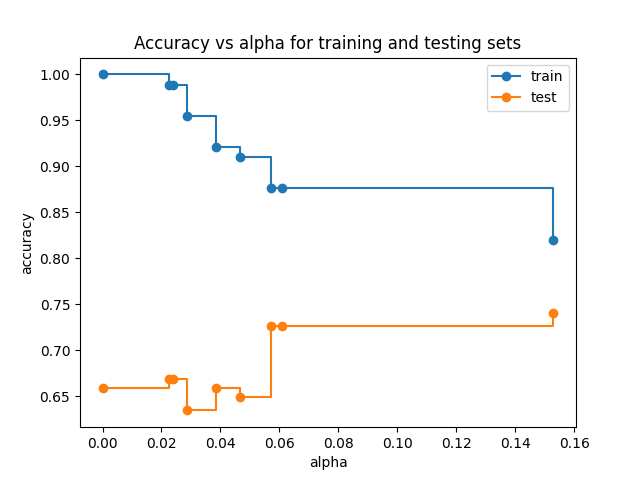 Accuracy vs alpha for training and testing sets
train
test
1.00
0.95
0.90
0.85
0.80
0.75
0.70
0.65
accuracy
0.00 0.02 0.04 0.06 0.08 0.10 0.12 0.14 0.16
alpha